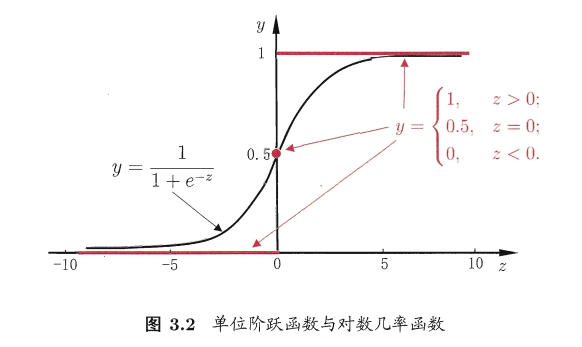 y
1
y = { 1, z > 0;
0.5, z = 0;
0, z < 0.
0.5
y = 1 / (1 + e^{-z})
-10 -5 0 5 10 z
图 3.2 单位阶跃函数与对数几率函数